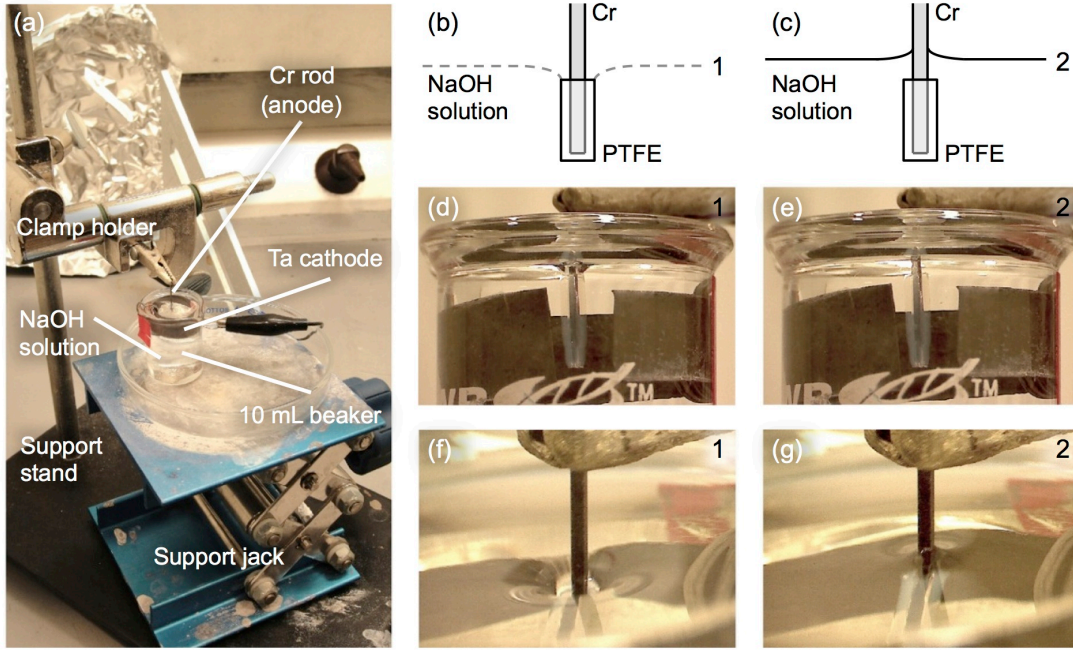 (a)
Cr rod
(anode)
Clamp holder
Ta cathode
NaOH
solution
10 mL beaker
Support
stand
Support jack
(b)
Cr
1
NaOH
solution
PTFE
(c)
Cr
2
NaOH
solution
PTFE
(d)
1
TM
(e)
2
TM
(f)
1
(g)
2